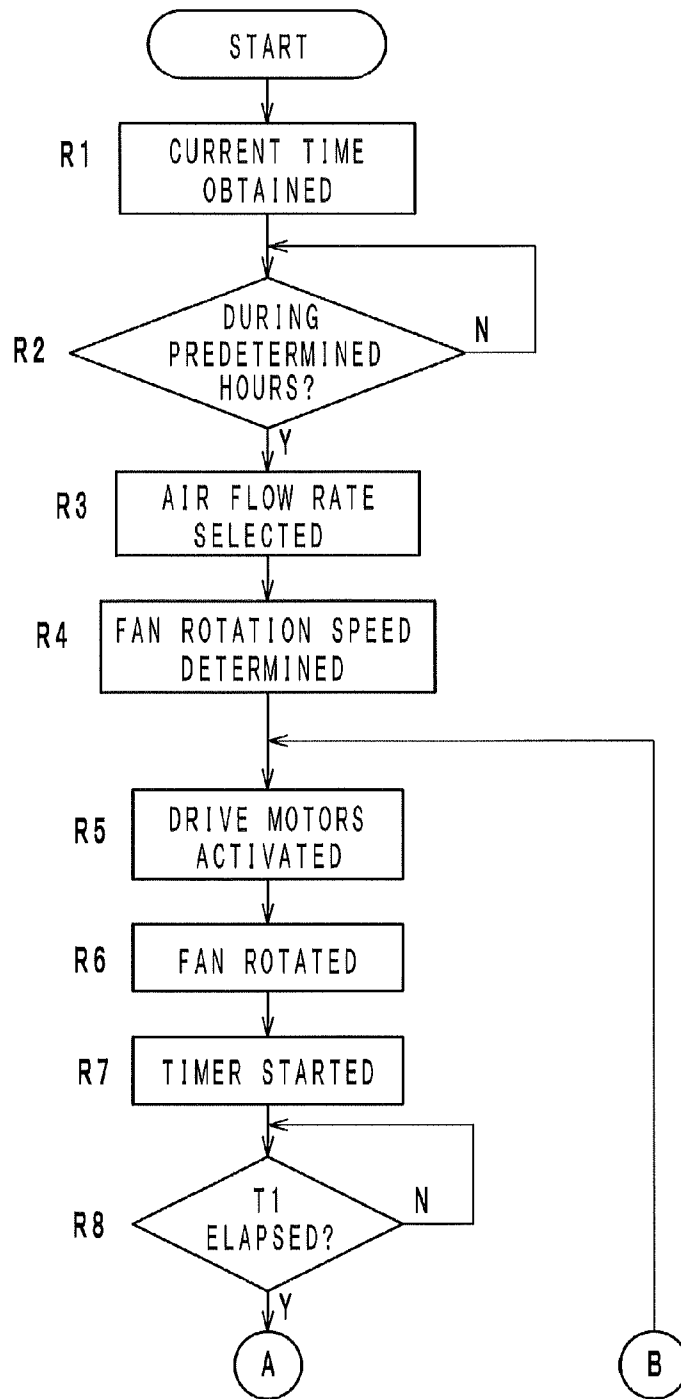 START
R1
CURRENT TIME
OBTAINED
R2
DURING
PREDETERMINED
HOURS?
N
Y
R3
AIR FLOW RATE
SELECTED
R4
FAN ROTATION SPEED
DETERMINED
R5
DRIVE MOTORS
ACTIVATED
R6
FAN ROTATED
R7
TIMER STARTED
R8
T1
ELAPSED?
N
Y
A
B